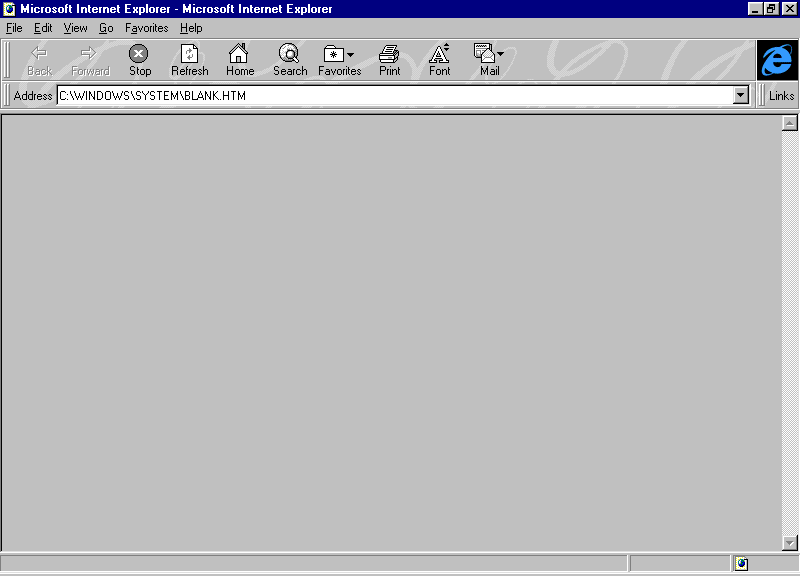 Microsoft Internet Explorer - Microsoft Internet Explorer
File Edit View Go Favorites Help
Back Forward Stop Refresh Home Search Favorites Print Font Mail
Address C:\WINDOWS\SYSTEM\BLANK.HTM Links